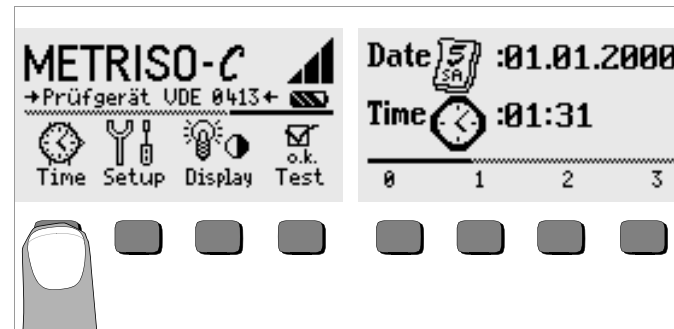 METRISO-C
→Prüfgerät VDE 0413←
Time Setup Display o.k. Test
Date 5 SA :01.01.2000
Time :01:31
0 1 2 3